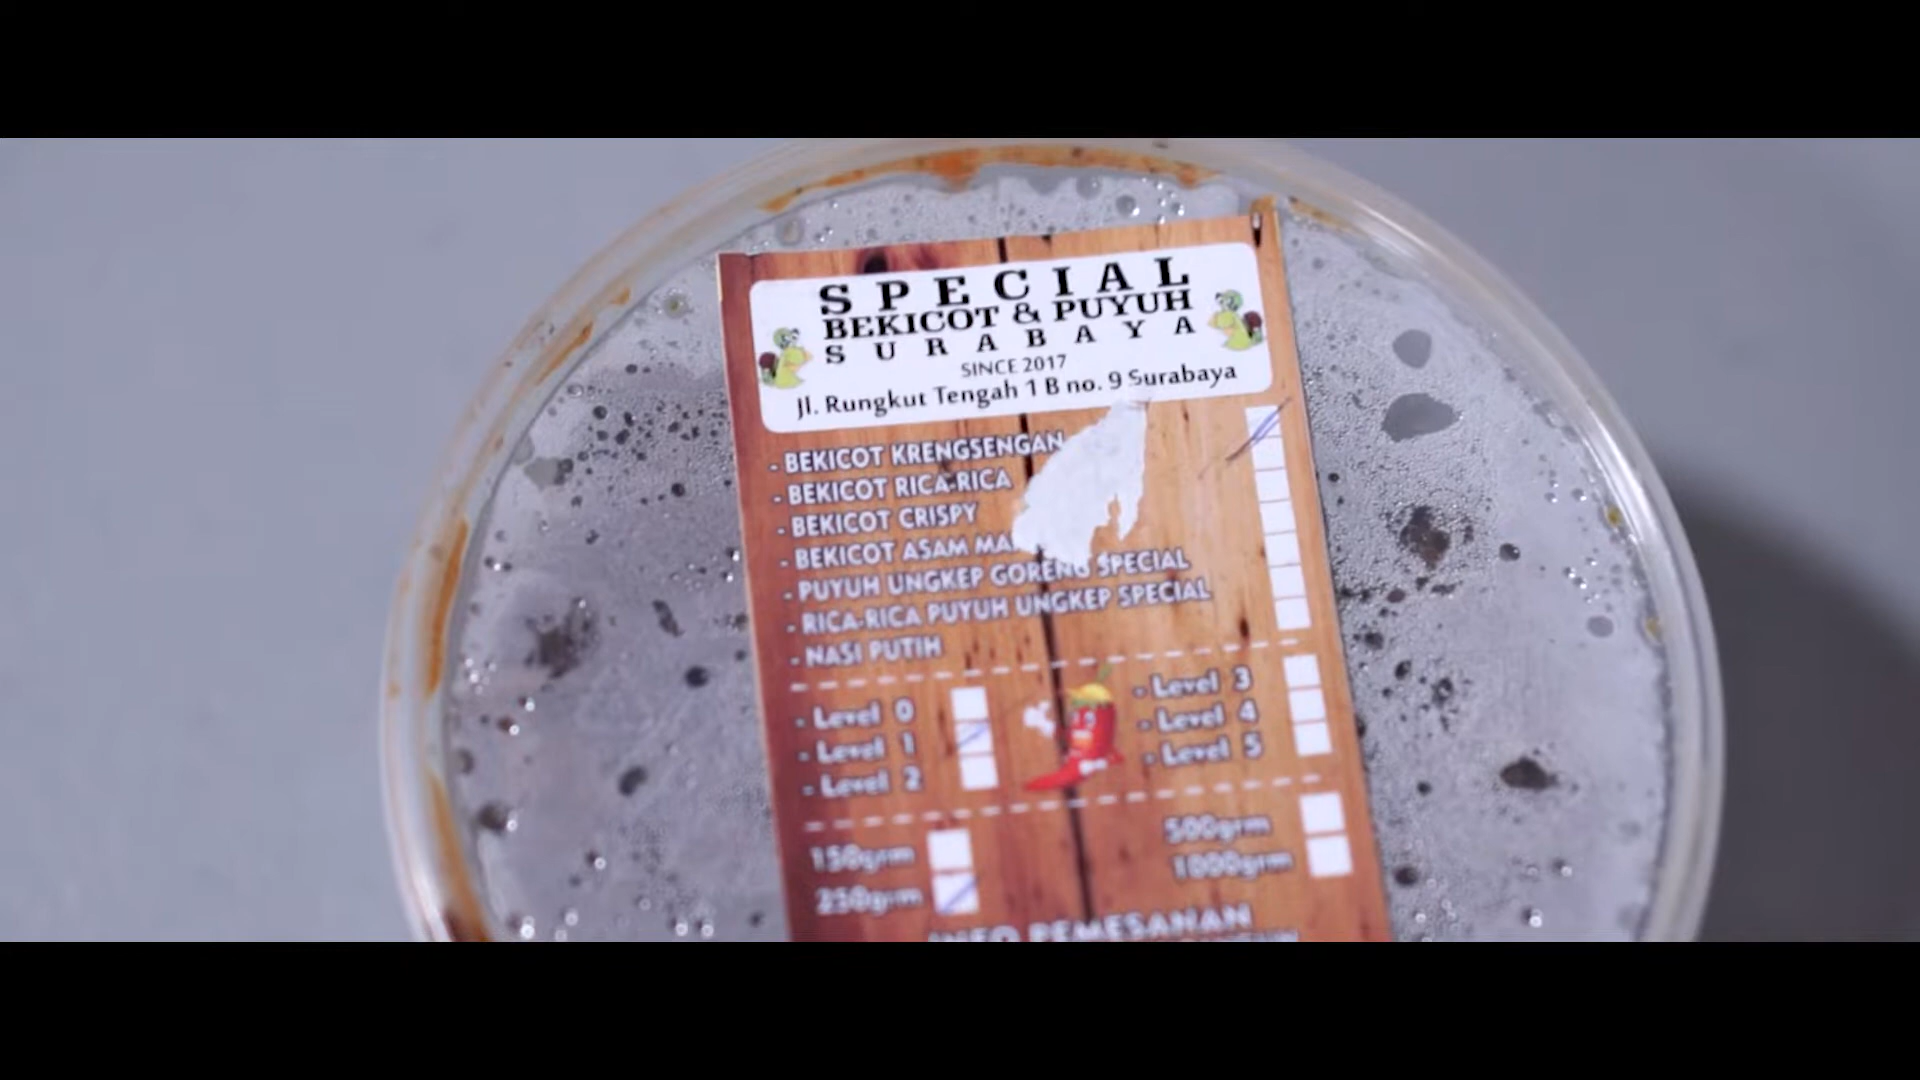 SPECIAL
BEKICOT & PUYUH
SURABAYA
SINCE 2017
Jl. Rungkut Tengah 1 B no. 9 Surabaya
- BEKICOT KRENGSENGAN
- BEKICOT RICA-RICA
- BEKICOT CRISPY
- BEKICOT ASAM
- PUYUH UNGKEP GORENG SPECIAL
- RICA-RICA PUYUH UNGKEP SPECIAL
- NASI PUTIH
- Level 0
- Level 1
- Level 2
- Level 3
- Level 4
- Level 5
150grm
250grm
500grm
1000grm
INFO PEMESANAN